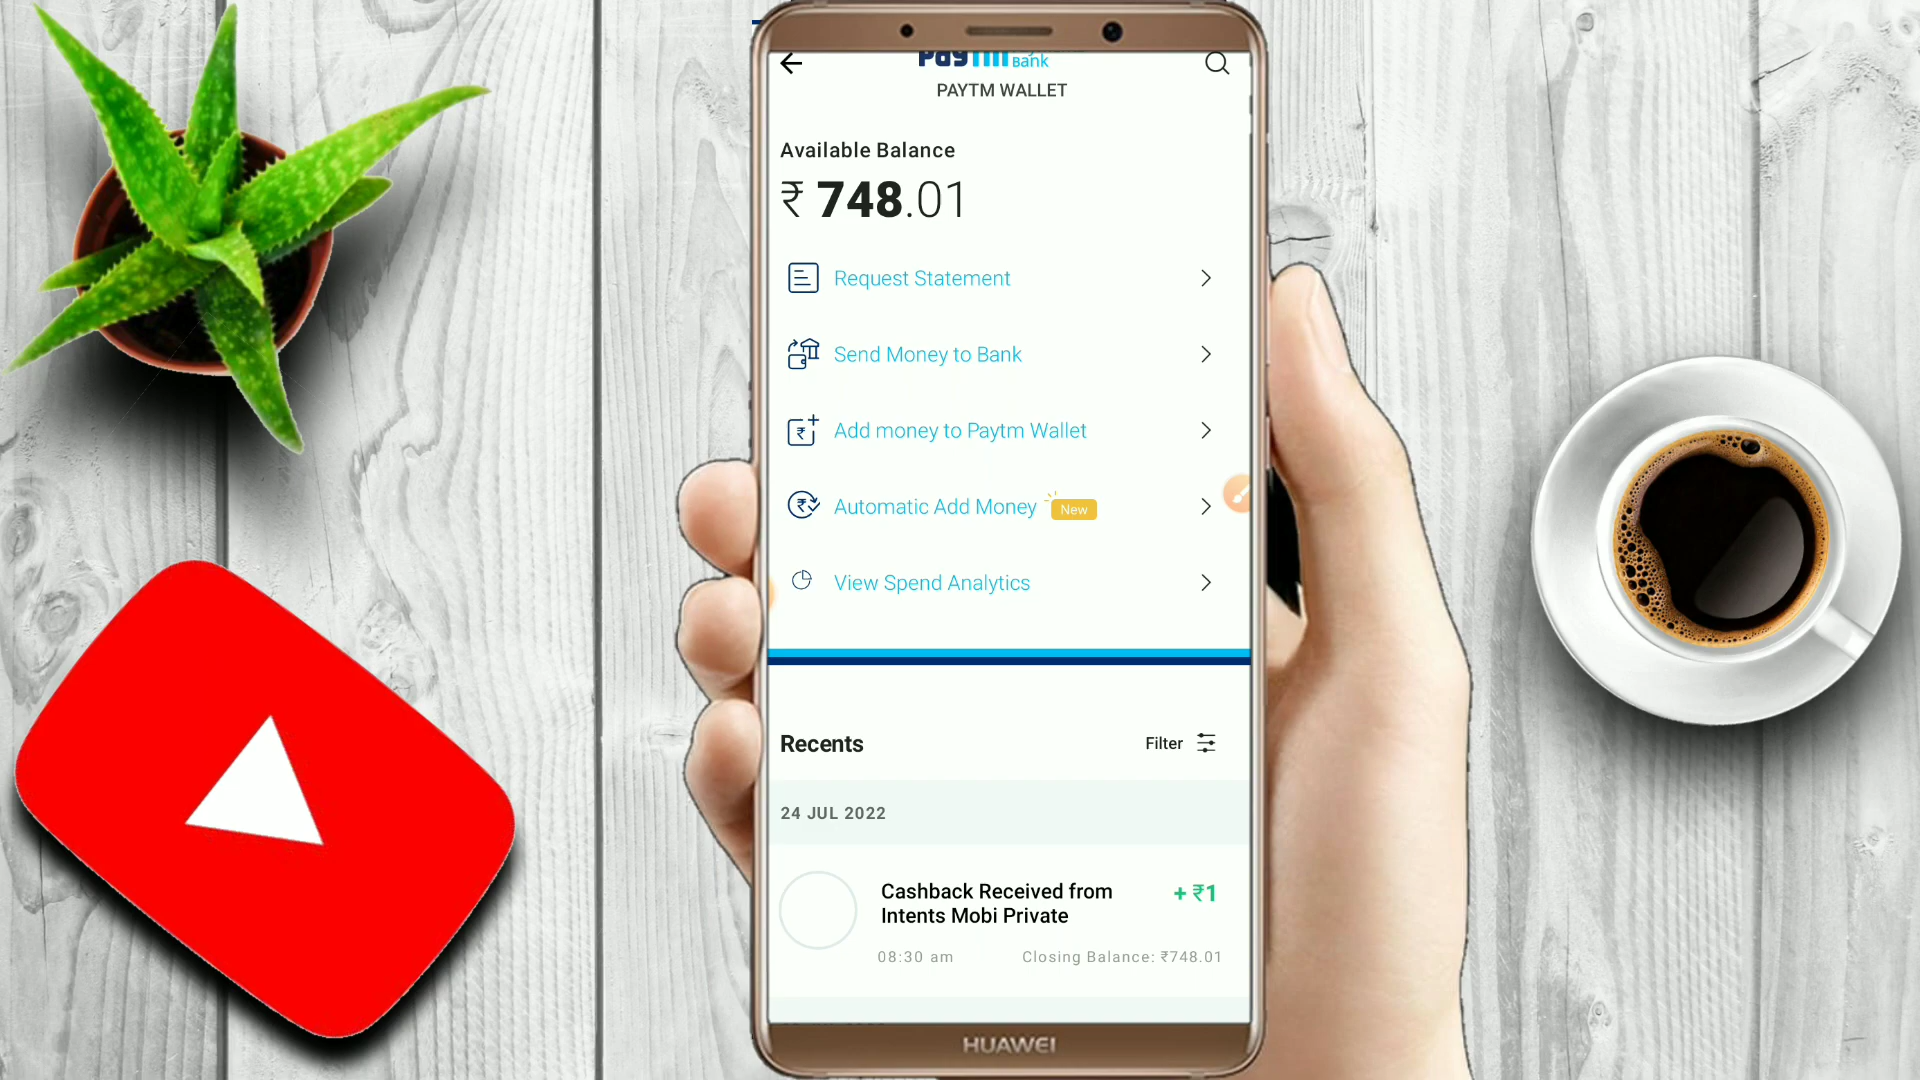 Paytm
Bank
PAYTM WALLET
Available Balance
₹ 748.01
Request Statement
Send Money to Bank
Add money to Paytm Wallet
Automatic Add Money New
View Spend Analytics
Recents
Filter
24 JUL 2022
Cashback Received from
Intents Mobi Private
+ ₹1
08:30 am
Closing Balance: ₹748.01
HUAWEI